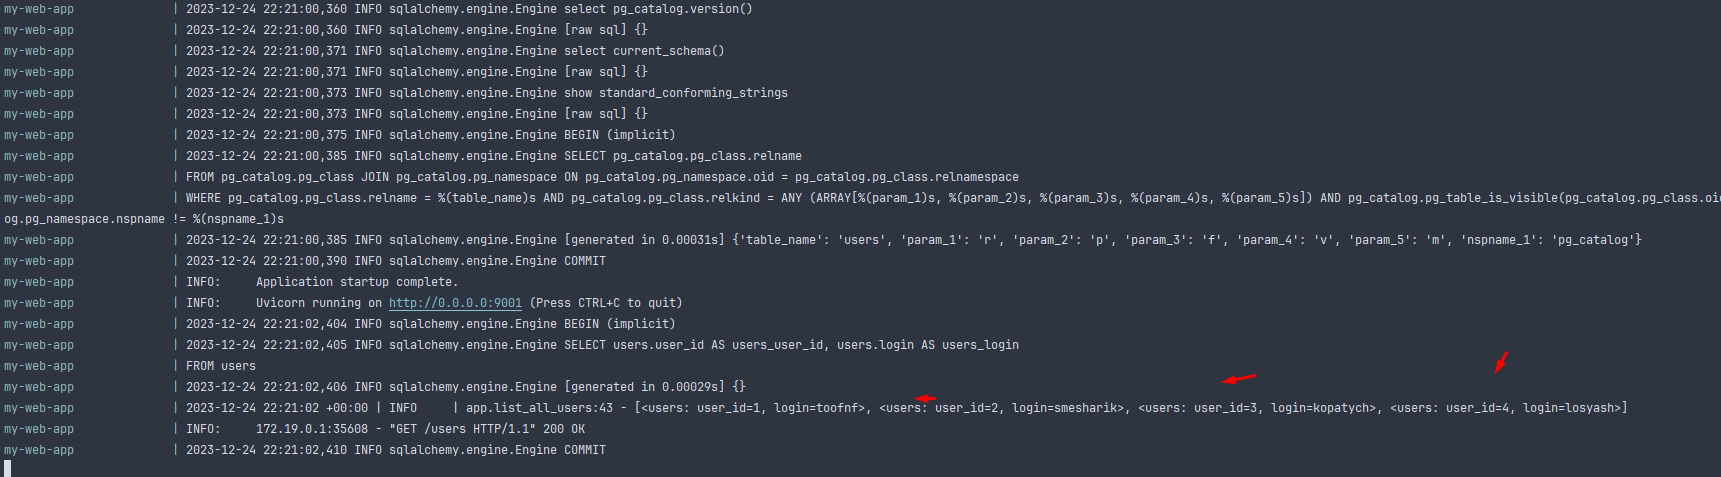 my-web-app | 2023-12-24 22:21:00,360 INFO sqlalchemy.engine.Engine select pg_catalog.version()
my-web-app | 2023-12-24 22:21:00,360 INFO sqlalchemy.engine.Engine [raw sql] {}
my-web-app | 2023-12-24 22:21:00,371 INFO sqlalchemy.engine.Engine select current_schema()
my-web-app | 2023-12-24 22:21:00,371 INFO sqlalchemy.engine.Engine [raw sql] {}
my-web-app | 2023-12-24 22:21:00,373 INFO sqlalchemy.engine.Engine show standard_conforming_strings
my-web-app | 2023-12-24 22:21:00,373 INFO sqlalchemy.engine.Engine [raw sql] {}
my-web-app | 2023-12-24 22:21:00,375 INFO sqlalchemy.engine.Engine BEGIN (implicit)
my-web-app | 2023-12-24 22:21:00,385 INFO sqlalchemy.engine.Engine SELECT pg_catalog.pg_class.relname
my-web-app | FROM pg_catalog.pg_class JOIN pg_catalog.pg_namespace ON pg_catalog.pg_namespace.oid = pg_catalog.pg_class.relnamespace
my-web-app | WHERE pg_catalog.pg_class.relname = %(table_name)s AND pg_catalog.pg_class.relkind = ANY (ARRAY[%(param_1)s, %(param_2)s, %(param_3)s, %(param_4)s, %(param_5)s]) AND pg_catalog.pg_table_is_visible(pg_catalog.pg_class.oi
og.pg_namespace.nspname != %(nspname_1)s
my-web-app | 2023-12-24 22:21:00,385 INFO sqlalchemy.engine.Engine [generated in 0.00031s] {'table_name': 'users', 'param_1': 'r', 'param_2': 'p', 'param_3': 'f', 'param_4': 'v', 'param_5': 'm', 'nspname_1': 'pg_catalog'}
my-web-app | 2023-12-24 22:21:00,390 INFO sqlalchemy.engine.Engine COMMIT
my-web-app | INFO: Application startup complete.
my-web-app | INFO: Uvicorn running on http://0.0.0.0:9001 (Press CTRL+C to quit)
my-web-app | 2023-12-24 22:21:02,404 INFO sqlalchemy.engine.Engine BEGIN (implicit)
my-web-app | 2023-12-24 22:21:02,405 INFO sqlalchemy.engine.Engine SELECT users.user_id AS users_user_id, users.login AS users_login
my-web-app | FROM users
my-web-app | 2023-12-24 22:21:02,406 INFO sqlalchemy.engine.Engine [generated in 0.00029s] {}
my-web-app | 2023-12-24 22:21:02 +00:00 | INFO | app.list_all_users:43 - [<users: user_id=1, login=toofnf>, <users: user_id=2, login=smesharik>, <users: user_id=3, login=kopatych>, <users: user_id=4, login=losyash>]
my-web-app | INFO: 172.19.0.1:35608 - "GET /users HTTP/1.1" 200 OK
my-web-app | 2023-12-24 22:21:02,410 INFO sqlalchemy.engine.Engine COMMIT